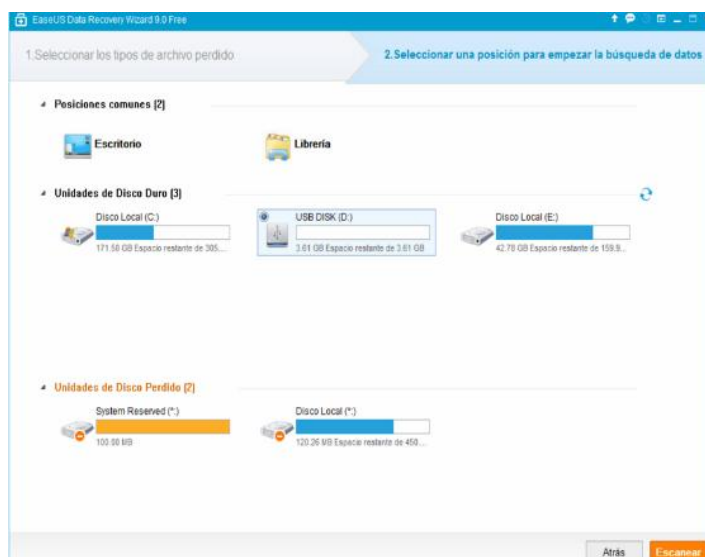 EaseUS Data Recovery Wizard 9.0 Free
1.Seleccionar los tipos de archivo perdido
2.Seleccionar una posición para empezar la búsqueda de datos
Posiciones comunes (2)
Escritorio
Librería
Unidades de Disco Duro (3)
Disco Local (C:)
USB DISK (D:)
Disco Local (E:)
171.50 GB Espacio restante de 305....
3.61 GB Espacio restante de 3.61 GB
42.78 GB Espacio restante de 159.9...
Unidades de Disco Perdido (2)
System Reserved (*:)
Disco Local (*:)
100.00 MB
120.26 MB Espacio restante de 450....
Atrás
Escanear